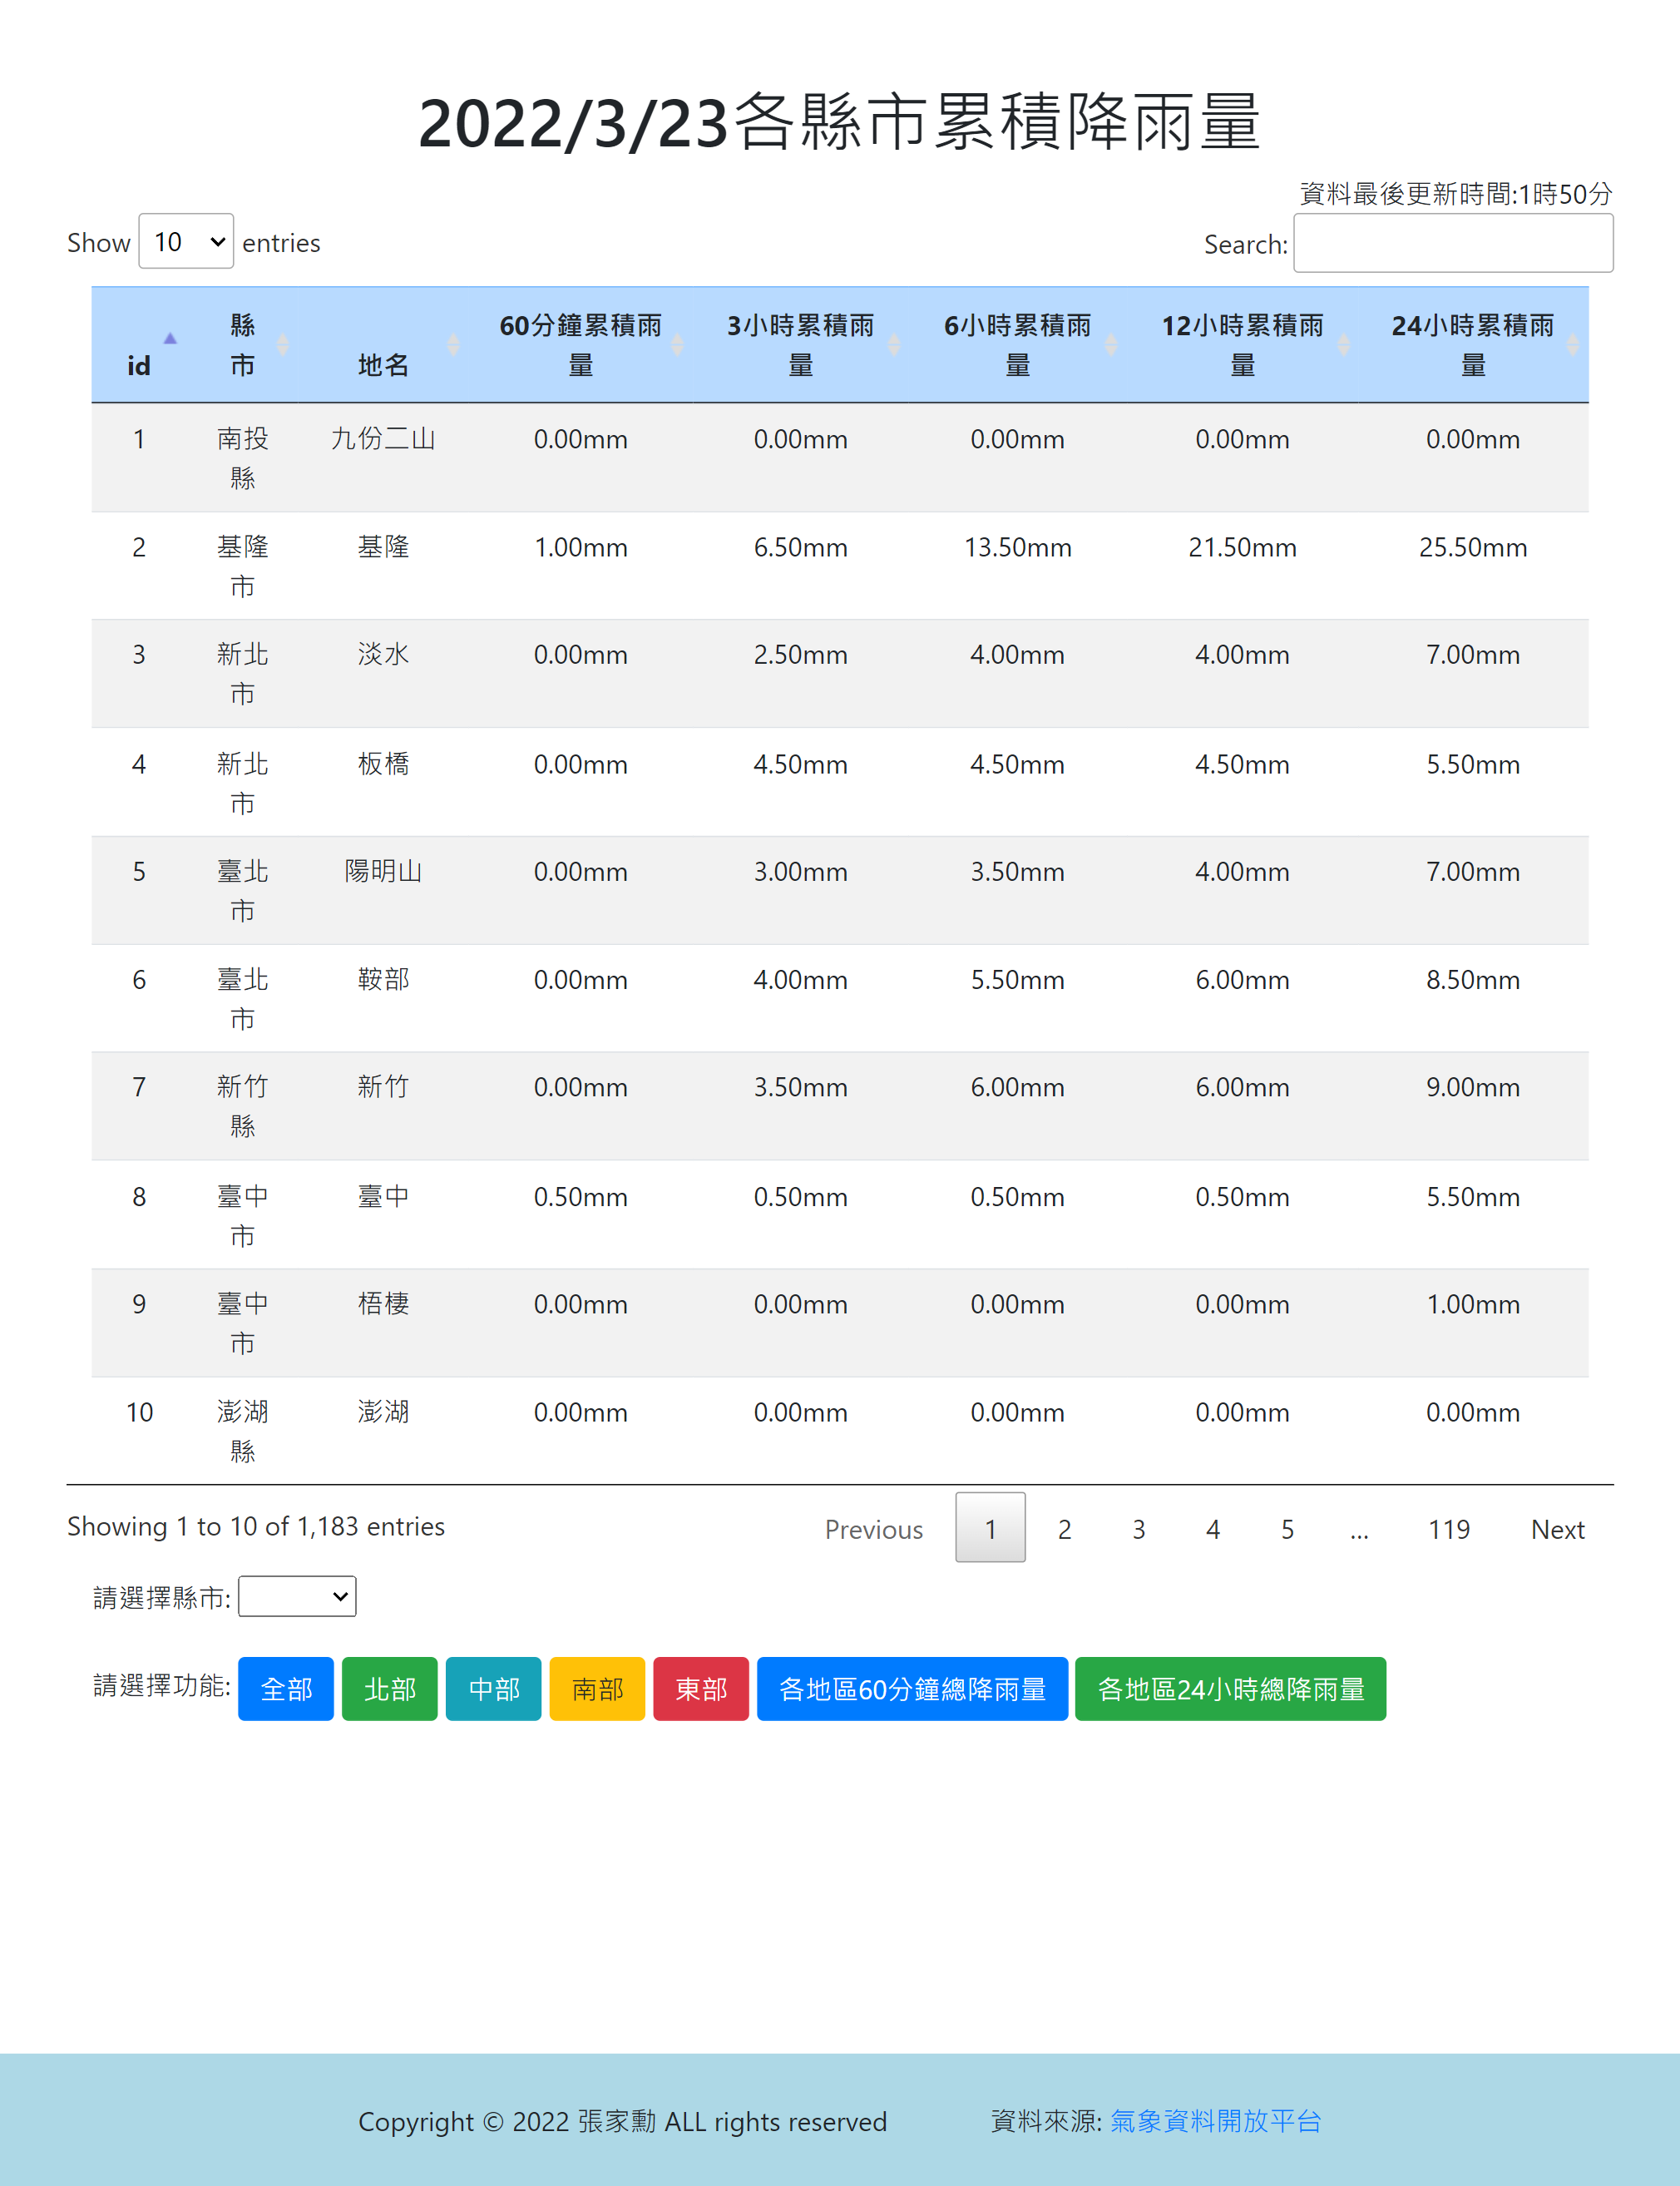 2022/3/23各縣市累積降雨量
資料最後更新時間:1時50分
Show 10 entries
Search:
id 縣市 地名 60分鐘累積雨量 3小時累積雨量 6小時累積雨量 12小時累積雨量 24小時累積雨量
1 南投縣 九份二山 0.00mm 0.00mm 0.00mm 0.00mm 0.00mm
2 基隆市 基隆 1.00mm 6.50mm 13.50mm 21.50mm 25.50mm
3 新北市 淡水 0.00mm 2.50mm 4.00mm 4.00mm 7.00mm
4 新北市 板橋 0.00mm 4.50mm 4.50mm 4.50mm 5.50mm
5 臺北市 陽明山 0.00mm 3.00mm 3.50mm 4.00mm 7.00mm
6 臺北市 鞍部 0.00mm 4.00mm 5.50mm 6.00mm 8.50mm
7 新竹縣 新竹 0.00mm 3.50mm 6.00mm 6.00mm 9.00mm
8 臺中市 臺中 0.50mm 0.50mm 0.50mm 0.50mm 5.50mm
9 臺中市 梧棲 0.00mm 0.00mm 0.00mm 0.00mm 1.00mm
10 澎湖縣 澎湖 0.00mm 0.00mm 0.00mm 0.00mm 0.00mm
Showing 1 to 10 of 1,183 entries
Previous 1 2 3 4 5 … 119 Next
請選擇縣市:
請選擇功能: 全部 北部 中部 南部 東部 各地區60分鐘總降雨量 各地區24小時總降雨量
Copyright © 2022 張家勳 ALL rights reserved
資料來源: 氣象資料開放平台